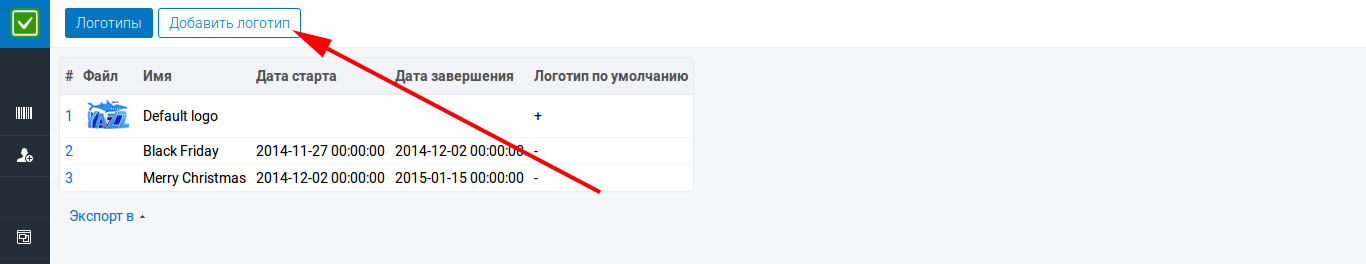 Логотипы Добавить логотип
# Файл Имя Дата старта Дата завершения Логотип по умолчанию
1 YAZZ Default logo +
2 Black Friday 2014-11-27 00:00:00 2014-12-02 00:00:00 -
3 Merry Christmas 2014-12-02 00:00:00 2015-01-15 00:00:00 -
Экспорт в